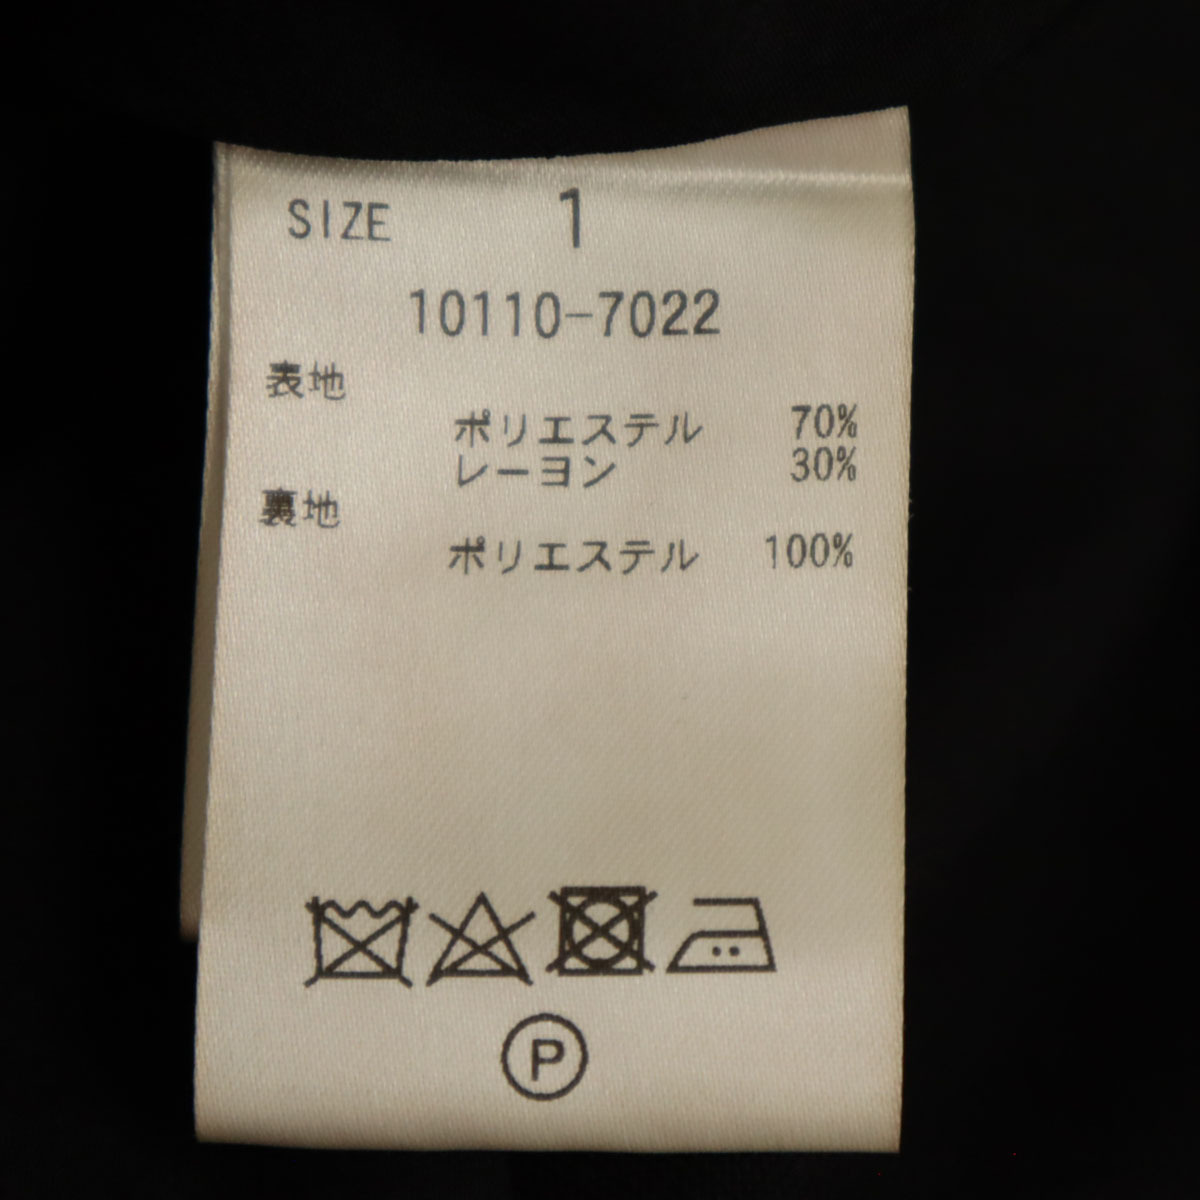 SIZE 1
10110-7022
表地
ポリエステル 70%
レーヨン 30%
裏地
ポリエステル 100%
P